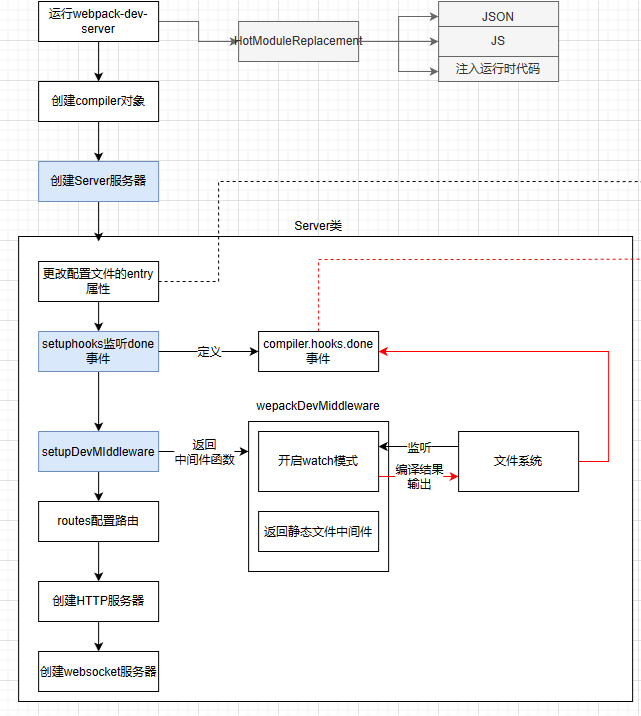 运行webpack-dev-
server
HotModuleReplacement
JSON
JS
注入运行时代码
创建compiler对象
创建Server服务器
Server类
更改配置文件的entry
属性
setuphooks监听done
事件
定义
compiler.hooks.done
事件
wepackDevMiddleware
setupDevMIddleware
返回
中间件函数
开启watch模式
监听
编译结果
输出
文件系统
routes配置路由
返回静态文件中间件
创建HTTP服务器
创建websocket服务器